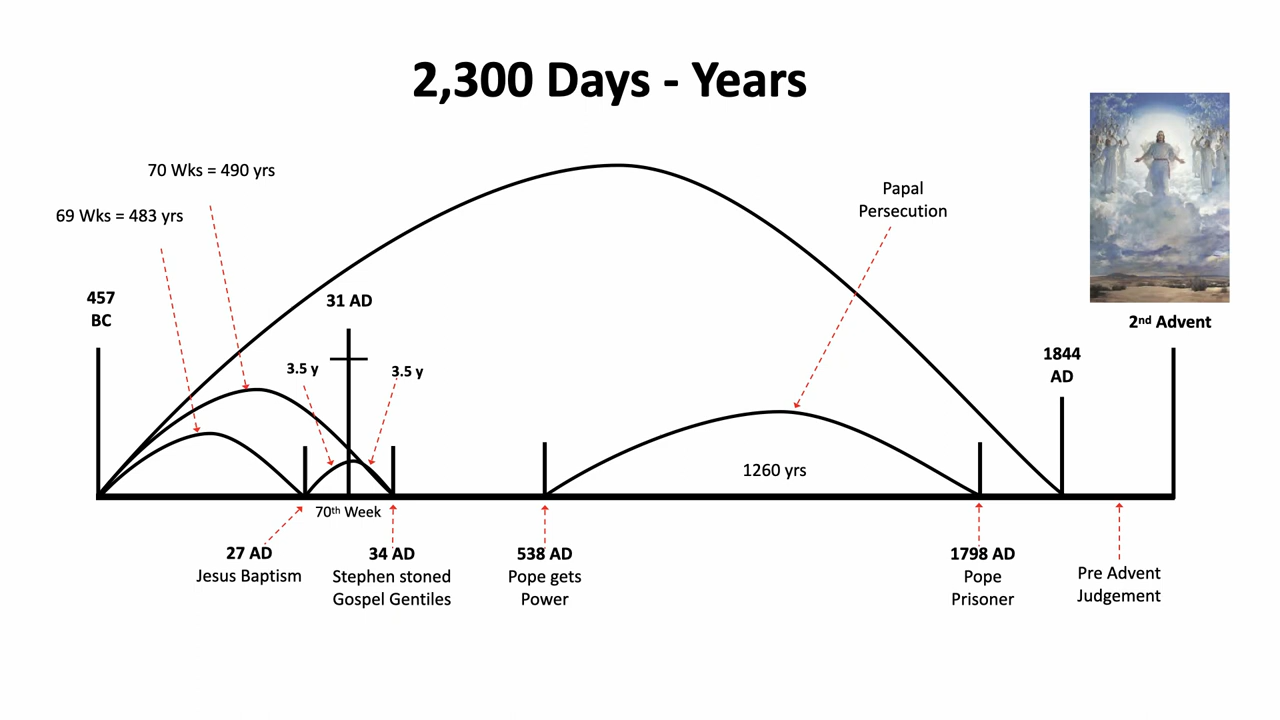 2,300 Days - Years
70 Wks = 490 yrs
69 Wks = 483 yrs
Papal
Persecution
457
BC
31 AD
2nd Advent
3.5 y
3.5 y
1844
AD
1260 yrs
70th Week
27 AD
Jesus Baptism
34 AD
Stephen stoned
Gospel Gentiles
538 AD
Pope gets
Power
1798 AD
Pope
Prisoner
Pre Advent
Judgement